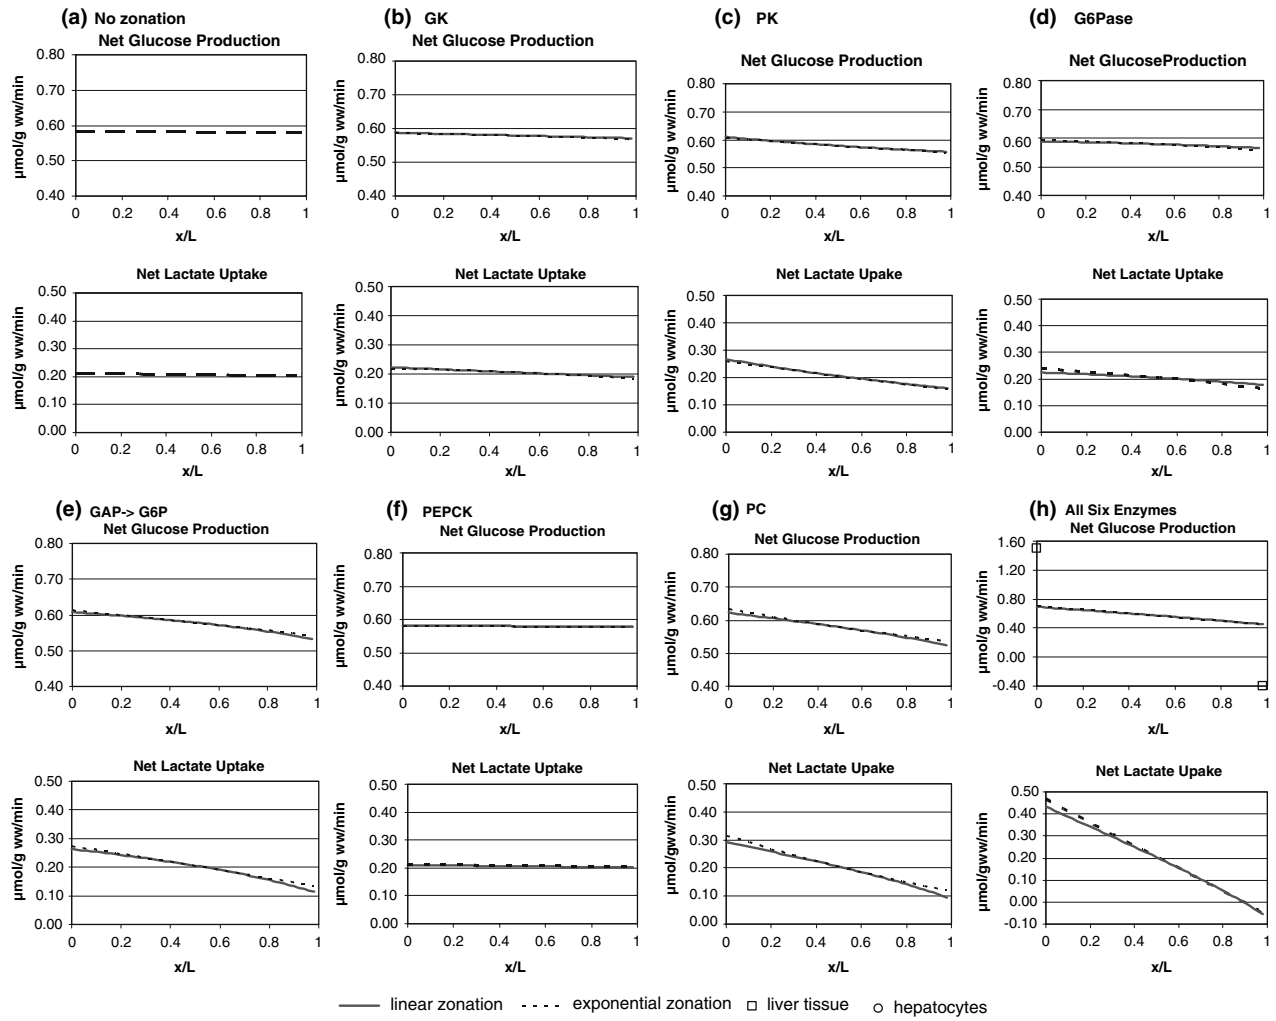 (a) No zonation
Net Glucose Production
µmol/g ww/min
0.80
0.70
0.60
0.50
0.40
0 0.2 0.4 0.6 0.8 1
x/L
Net Lactate Uptake
µmol/g ww/min
0.50
0.40
0.30
0.20
0.10
0.00
0 0.2 0.4 0.6 0.8 1
x/L
(b) GK
Net Glucose Production
µmol/g ww/min
0.80
0.70
0.60
0.50
0.40
0 0.2 0.4 0.6 0.8 1
x/L
Net Lactate Uptake
µmol/g ww/min
0.50
0.40
0.30
0.20
0.10
0.00
0 0.2 0.4 0.6 0.8 1
x/L
(c) PK
Net Glucose Production
µmol/g ww/min
0.80
0.70
0.60
0.50
0.40
0 0.2 0.4 0.6 0.8 1
x/L
Net Lactate Upake
µmol/g ww/min
0.50
0.40
0.30
0.20
0.10
0.00
0 0.2 0.4 0.6 0.8 1
x/L
(d) G6Pase
Net GlucoseProduction
µmol/g ww/min
0.80
0.70
0.60
0.50
0.40
0 0.2 0.4 0.6 0.8 1
x/L
Net Lactate Uptake
µmol/g ww/min
0.50
0.40
0.30
0.20
0.10
0.00
0 0.2 0.4 0.6 0.8 1
x/L
(e) GAP-> G6P
Net Glucose Production
µmol/g ww/min
0.80
0.70
0.60
0.50
0.40
0 0.2 0.4 0.6 0.8 1
x/L
Net Lactate Uptake
µmol/g ww/min
0.50
0.40
0.30
0.20
0.10
0.00
0 0.2 0.4 0.6 0.8 1
x/L
(f) PEPCK
Net Glucose Production
µmol/g ww/min
0.80
0.70
0.60
0.50
0.40
0 0.2 0.4 0.6 0.8 1
x/L
Net Lactate Uptake
µmol/g ww/min
0.50
0.40
0.30
0.20
0.10
0.00
0 0.2 0.4 0.6 0.8 1
x/L
(g) PC
Net Glucose Production
µmol/g ww/min
0.80
0.70
0.60
0.50
0.40
0 0.2 0.4 0.6 0.8 1
x/L
Net Lactate Upake
µmol/gww/min
0.50
0.40
0.30
0.20
0.10
0.00
0 0.2 0.4 0.6 0.8 1
x/L
(h) All Six Enzymes
Net Glucose Production
µmol/g ww/min
1.60
1.20
0.80
0.40
0.00
-0.40
0 0.2 0.4 0.6 0.8 1
x/L
Net Lactate Upake
µmol/gww/min
0.50
0.40
0.30
0.20
0.10
0.00
-0.10
0 0.2 0.4 0.6 0.8 1
x/L
linear zonation exponential zonation liver tissue hepatocytes